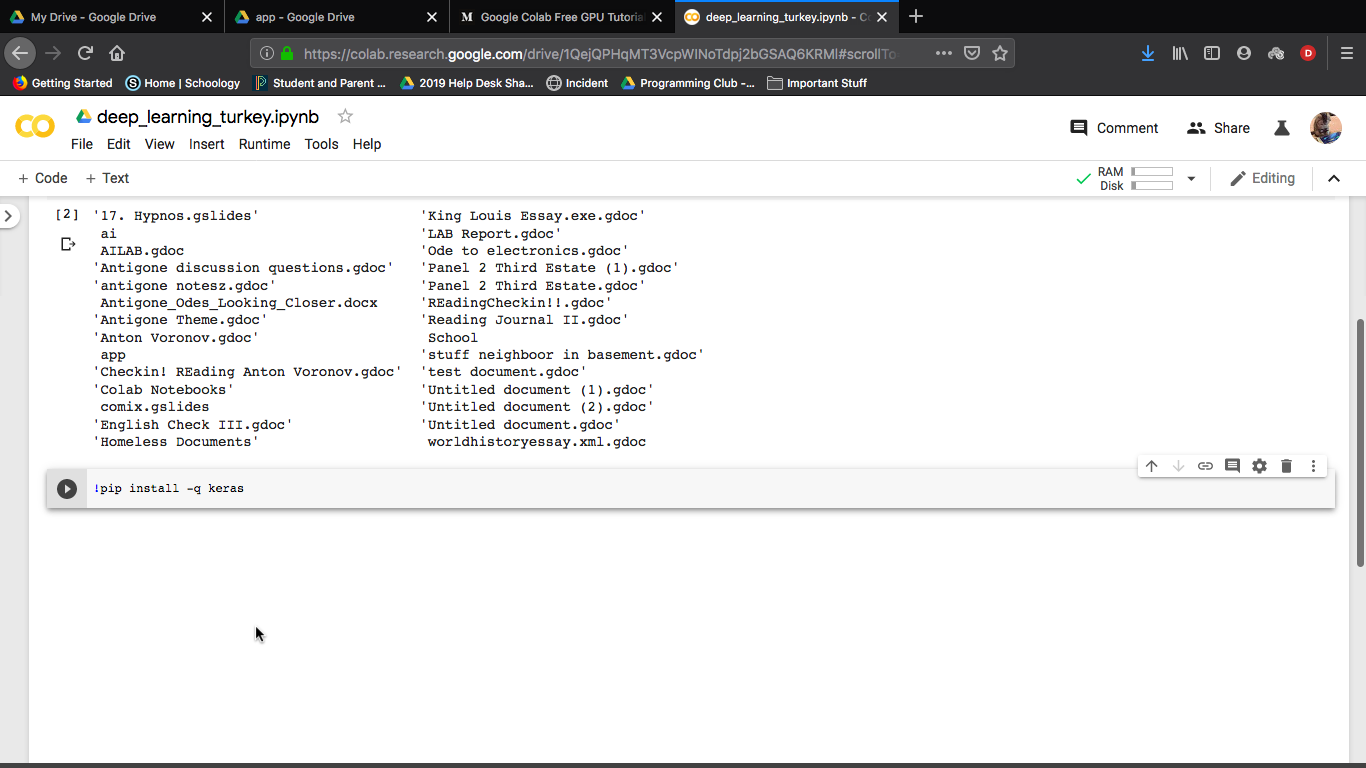 My Drive - Google Drive
app - Google Drive
M Google Colab Free GPU Tutorial
deep_learning_turkey.ipynb - Co
https://colab.research.google.com/drive/1QejQPHqMT3VcpWINoTdpj2bGSAQ6KRMl#scrollTo
D
Getting Started
Home | Schoology
Student and Parent ...
2019 Help Desk Sha...
Incident
Programming Club -...
Important Stuff
deep_learning_turkey.ipynb
File Edit View Insert Runtime Tools Help
Comment
Share
+ Code + Text
RAM
Disk
Editing
[2] '17. Hypnos.gslides' 'King Louis Essay.exe.gdoc'
ai 'LAB Report.gdoc'
AILAB.gdoc 'Ode to electronics.gdoc'
'Antigone discussion questions.gdoc' 'Panel 2 Third Estate (1).gdoc'
'antigone notesz.gdoc' 'Panel 2 Third Estate.gdoc'
Antigone_Odes_Looking_Closer.docx 'REadingCheckin!!.gdoc'
'Antigone Theme.gdoc' 'Reading Journal II.gdoc'
'Anton Voronov.gdoc' School
app 'stuff neighboor in basement.gdoc'
'Checkin! REading Anton Voronov.gdoc' 'test document.gdoc'
'Colab Notebooks' 'Untitled document (1).gdoc'
comix.gslides 'Untitled document (2).gdoc'
'English Check III.gdoc' 'Untitled document.gdoc'
'Homeless Documents' worldhistoryessay.xml.gdoc
!pip install -q keras